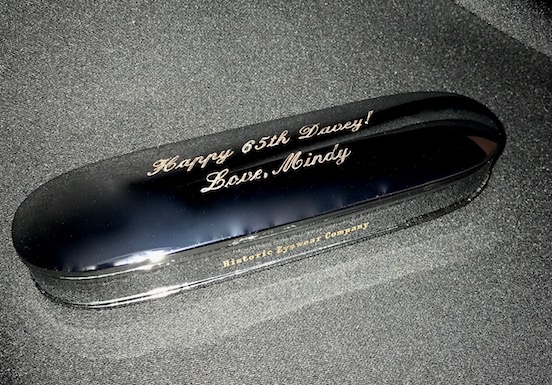 Happy 65th Davey!
Love, Mindy
Historic Eyewear Company